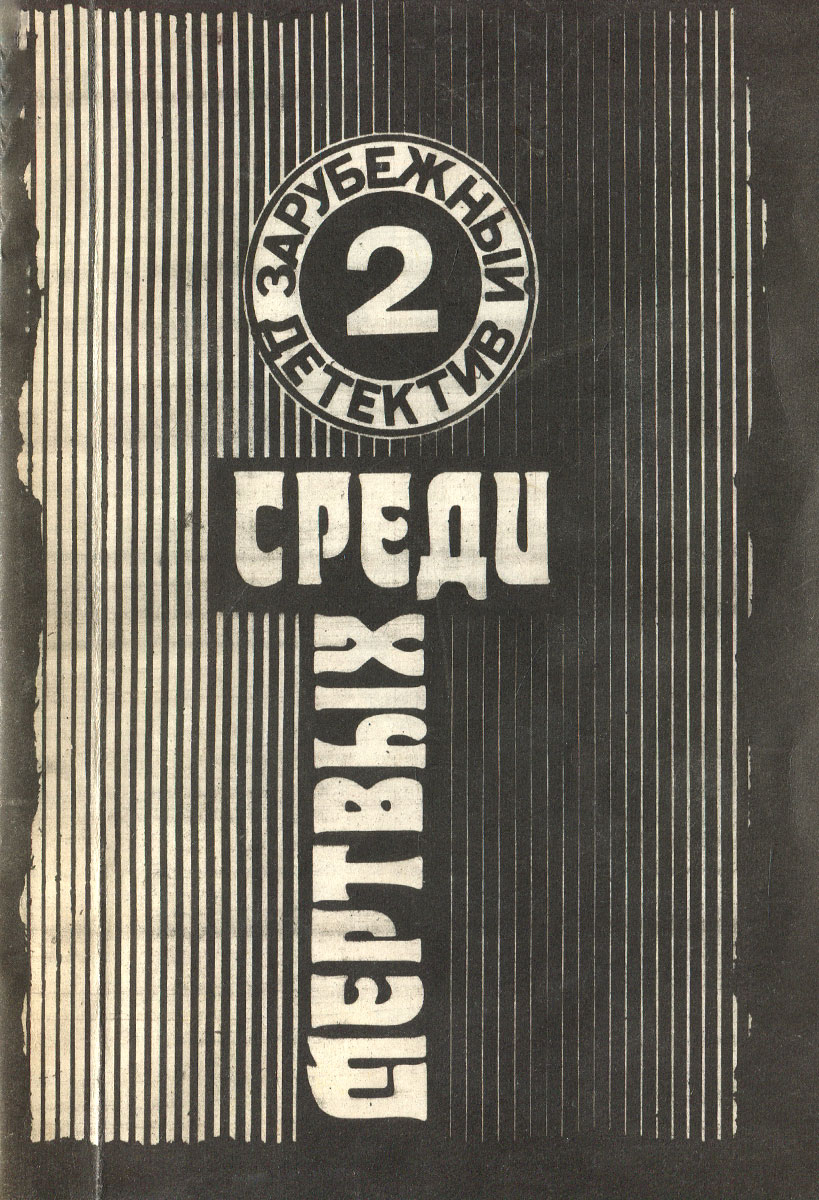 ЗАРУБЕЖНЫЙ
ДЕТЕКТИВ
2
СРЕДИ
МЕРТВЫХ